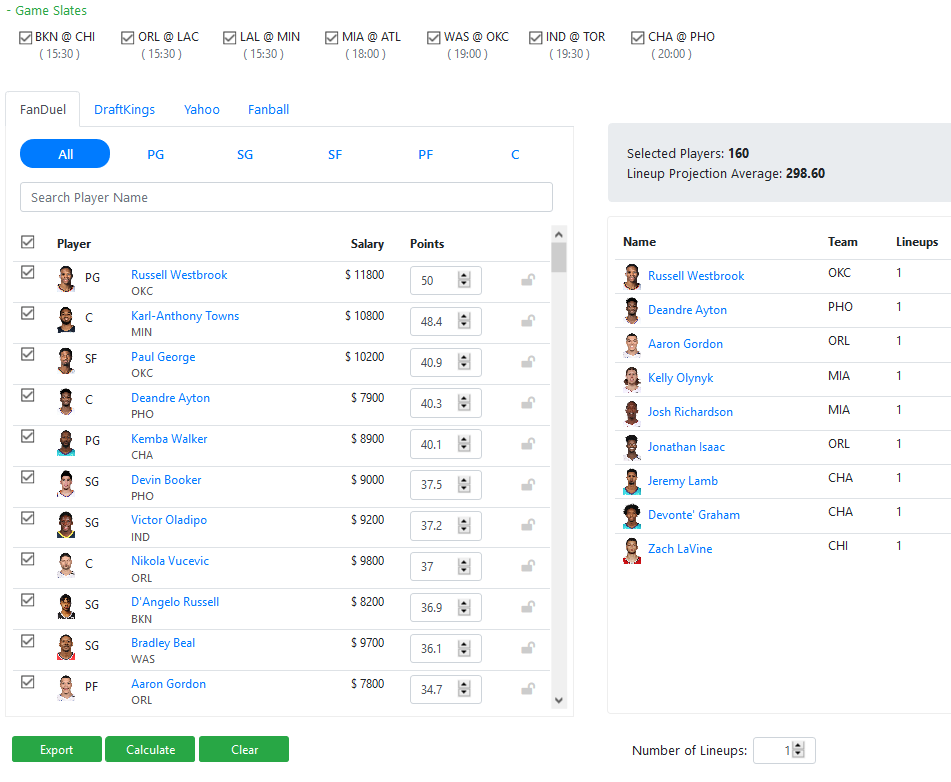 - Game Slates
BKN @ CHI ORL @ LAC LAL @ MIN MIA @ ATL WAS @ OKC IND @ TOR CHA @ PHO
( 15:30 ) ( 15:30 ) ( 15:30 ) ( 18:00 ) ( 19:00 ) ( 19:30 ) ( 20:00 )
FanDuel DraftKings Yahoo Fanball
All PG SG SF PF C
Search Player Name
Player Salary Points
PG Russell Westbrook $ 11800 50
OKC
C Karl-Anthony Towns $ 10800 48.4
MIN
SF Paul George $ 10200 40.9
OKC
C Deandre Ayton $ 7900 40.3
PHO
PG Kemba Walker $ 8900 40.1
CHA
SG Devin Booker $ 9000 37.5
PHO
SG Victor Oladipo $ 9200 37.2
IND
C Nikola Vucevic $ 9800 37
ORL
SG D'Angelo Russell $ 8200 36.9
BKN
SG Bradley Beal $ 9700 36.1
WAS
PF Aaron Gordon $ 7800 34.7
ORL
Export Calculate Clear
Selected Players: 160
Lineup Projection Average: 298.60
Name Team Lineups
Russell Westbrook OKC 1
Deandre Ayton PHO 1
Aaron Gordon ORL 1
Kelly Olynyk MIA 1
Josh Richardson MIA 1
Jonathan Isaac ORL 1
Jeremy Lamb CHA 1
Devonte' Graham CHA 1
Zach LaVine CHI 1
Number of Lineups: 1